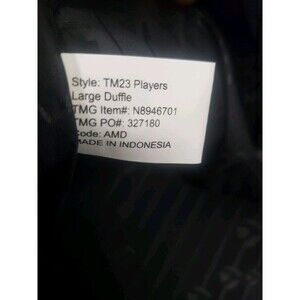 Style: TM23 Players
Large Duffle
TMG Item#: N8946701
TMG PO#: 327180
Code: AMD
MADE IN INDONESIA